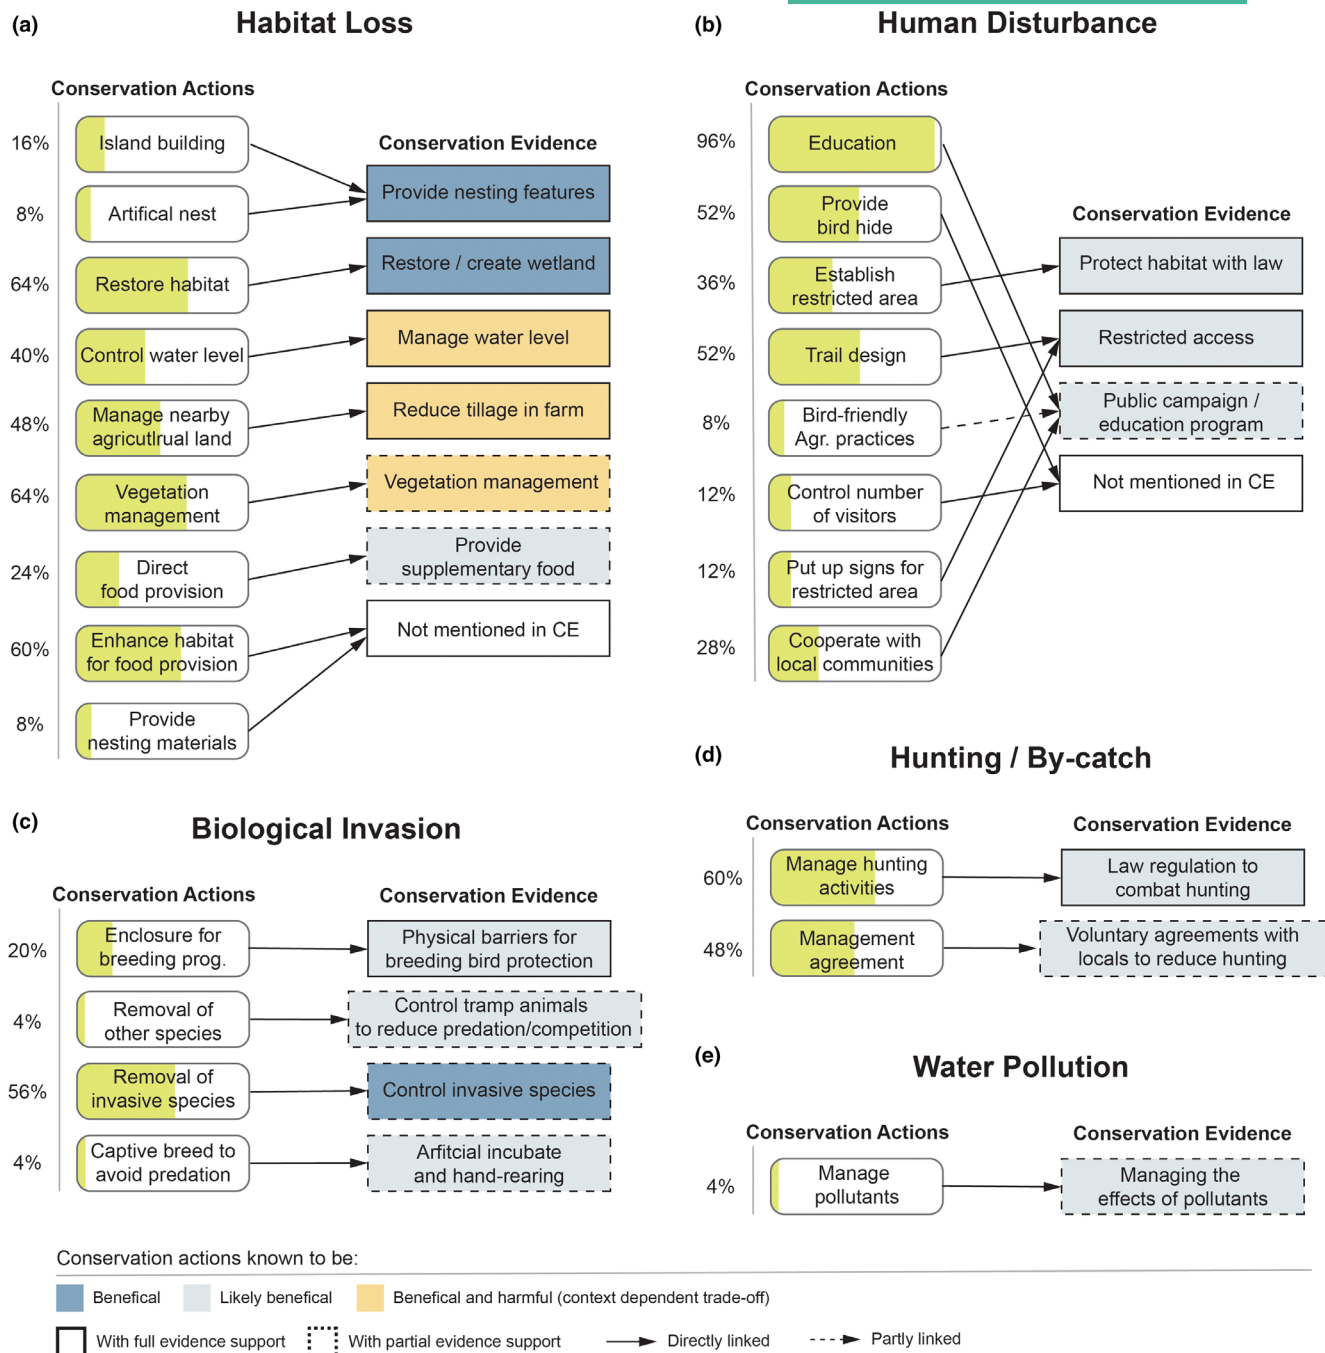 (a)
Habitat Loss
Conservation Actions
Conservation Evidence
16%
Island building
8%
Artifical nest
64%
Restore habitat
40%
Control water level
48%
Manage nearby
agricutlrual land
64%
Vegetation
management
24%
Direct
food provision
60%
Enhance habitat
for food provision
8%
Provide
nesting materials
Provide nesting features
Restore / create wetland
Manage water level
Reduce tillage in farm
Vegetation management
Provide
supplementary food
Not mentioned in CE
(b)
Human Disturbance
Conservation Actions
Conservation Evidence
96%
Education
52%
Provide
bird hide
36%
Establish
restricted area
52%
Trail design
8%
Bird-friendly
Agr. practices
12%
Control number
of visitors
12%
Put up signs for
restricted area
28%
Cooperate with
local communities
Protect habitat with law
Restricted access
Public campaign /
education program
Not mentioned in CE
(c)
Biological Invasion
Conservation Actions
Conservation Evidence
20%
Enclosure for
breeding prog.
4%
Removal of
other species
56%
Removal of
invasive species
4%
Captive breed to
avoid predation
Physical barriers for
breeding bird protection
Control tramp animals
to reduce predation/competition
Control invasive species
Arfitcial incubate
and hand-rearing
(d)
Hunting / By-catch
Conservation Actions
Conservation Evidence
60%
Manage hunting
activities
48%
Management
agreement
Law regulation to
combat hunting
Voluntary agreements with
locals to reduce hunting
(e)
Water Pollution
Conservation Actions
Conservation Evidence
4%
Manage
pollutants
Managing the
effects of pollutants
Conservation actions known to be:
Benefical
Likely benefical
Benefical and harmful (context dependent trade-off)
With full evidence support
With partial evidence support
Directly linked
Partly linked